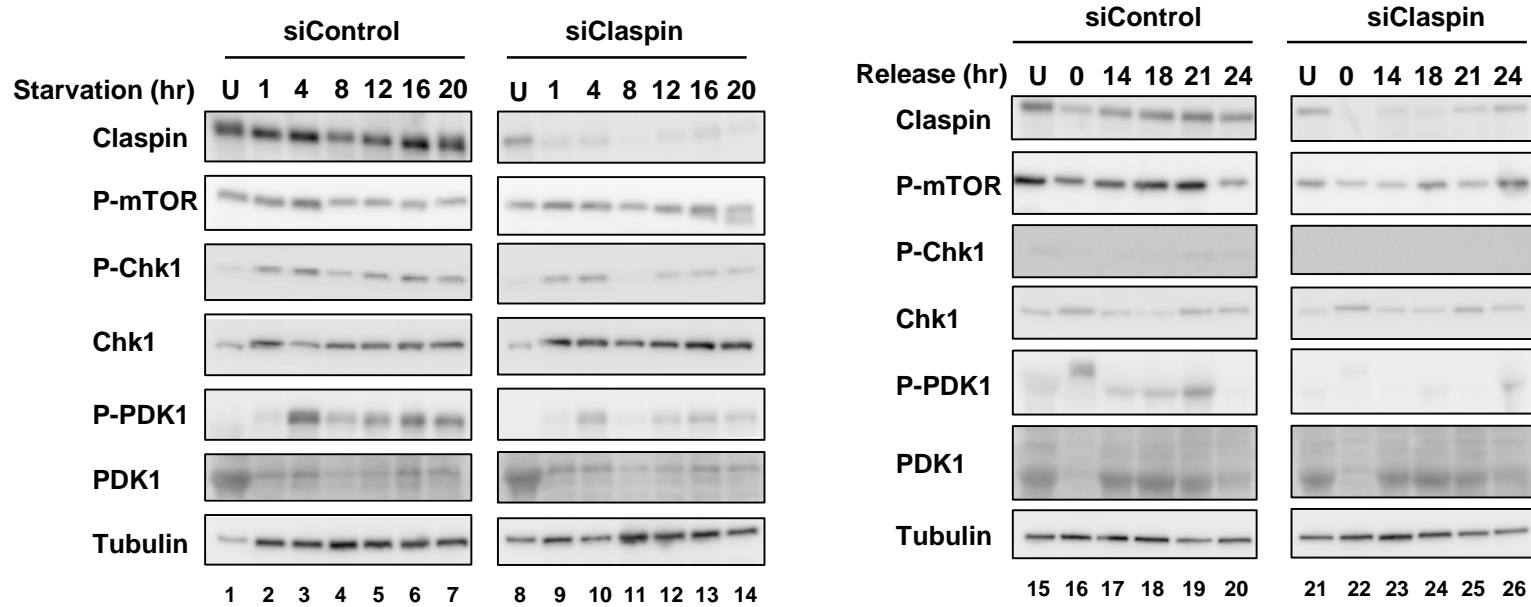 siControl siClaspin
Starvation (hr) U 1 4 8 12 16 20 U 1 4 8 12 16 20
Claspin
P-mTOR
P-Chk1
Chk1
P-PDK1
PDK1
Tubulin
1 2 3 4 5 6 7 8 9 10 11 12 13 14
siControl siClaspin
Release (hr) U 0 14 18 21 24 U 0 14 18 21 24
Claspin
P-mTOR
P-Chk1
Chk1
P-PDK1
PDK1
Tubulin
15 16 17 18 19 20 21 22 23 24 25 26